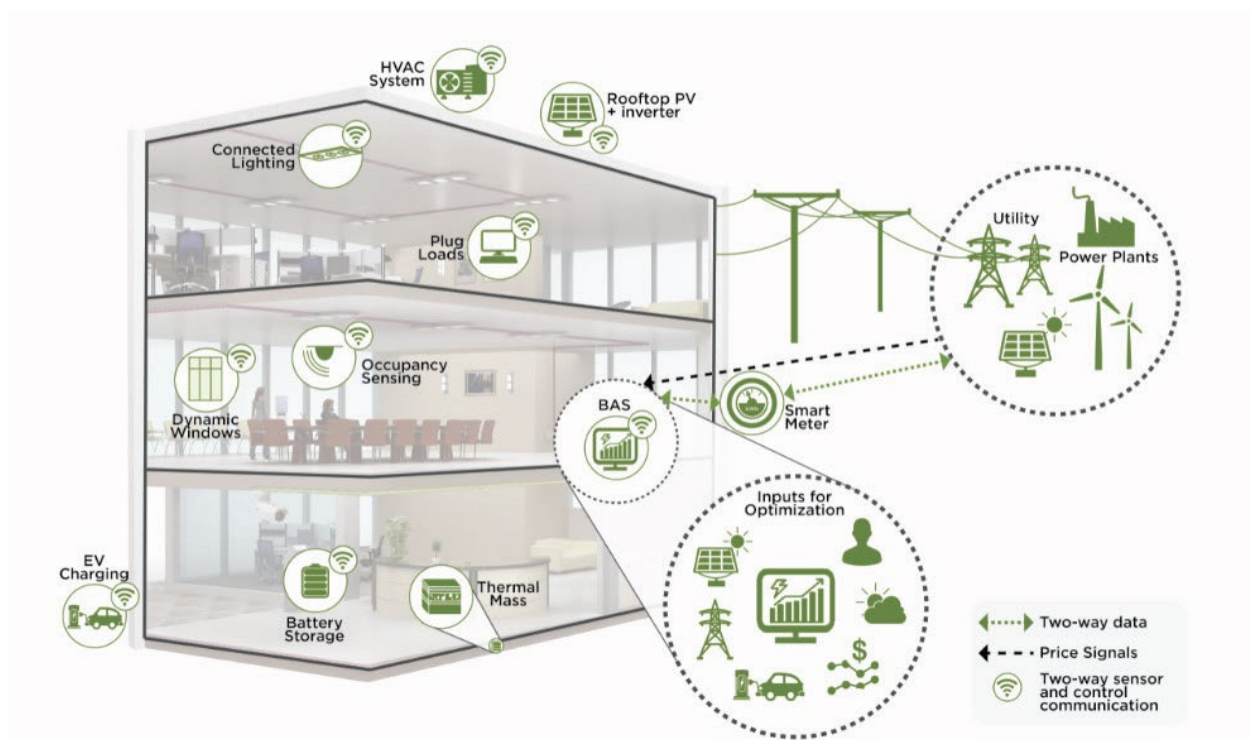 HVAC
System
Rooftop PV
+ inverter
Connected
Lighting
Plug
Loads
Utility
Power Plants
Occupancy
Sensing
Dynamic
Windows
BAS
Smart
Meter
Inputs for
Optimization
EV
Charging
Battery
Storage
Thermal
Mass
$
Two-way data
Price Signals
Two-way sensor
and control
communication